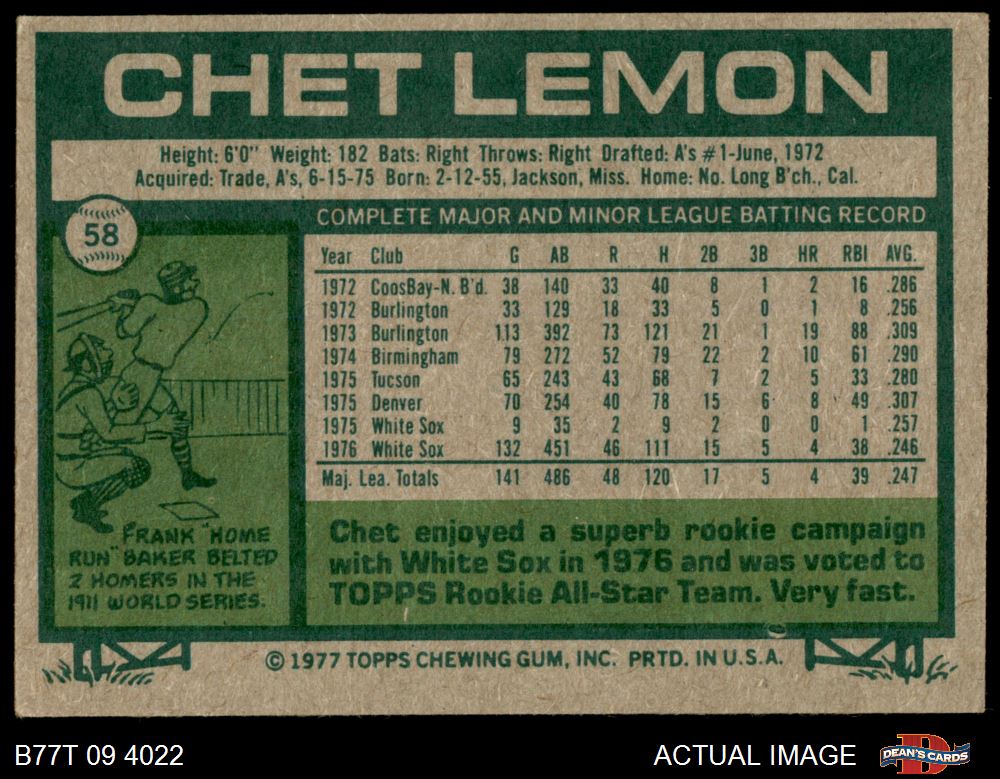 CHET LEMON
Height: 6'0" Weight: 182 Bats: Right Throws: Right Drafted: A's #1-June, 1972
Acquired: Trade, A's, 6-15-75 Born: 2-12-55, Jackson, Miss. Home: No. Long B'ch., Cal.
58
COMPLETE MAJOR AND MINOR LEAGUE BATTING RECORD
Year Club G AB R H 2B 3B HR RBI AVG.
1972 CoosBay-N. B'd. 38 140 33 40 8 1 2 16 .286
1972 Burlington 33 129 18 33 5 0 1 8 .256
1973 Burlington 113 392 73 121 21 1 19 88 .309
1974 Birmingham 79 272 52 79 22 2 10 61 .290
1975 Tucson 65 243 43 68 7 2 5 33 .280
1975 Denver 70 254 40 78 15 6 8 49 .307
1975 White Sox 9 35 2 9 2 0 0 1 .257
1976 White Sox 132 451 46 111 15 5 4 38 .246
Maj. Lea. Totals 141 486 48 120 17 5 4 39 .247
FRANK "HOME
RUN" BAKER BELTED
2 HOMERS IN THE
1911 WORLD SERIES.
Chet enjoyed a superb rookie campaign
with White Sox in 1976 and was voted to
TOPPS Rookie All-Star Team. Very fast.
© 1977 TOPPS CHEWING GUM, INC. PRTD. IN U.S.A.
B77T 09 4022
ACTUAL IMAGE
DEAN'S CARDS